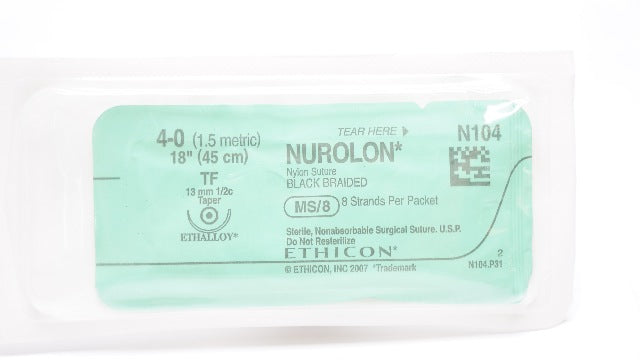 4-0 (1.5 metric)
18" (45 cm)
TF
13 mm 1/2c
Taper
ETHALLOY*
TEAR HERE
NUROLON*
Nylon Suture
BLACK BRAIDED
MS/8 8 Strands Per Packet
Sterile, Nonabsorbable Surgical Suture. U.S.P.
Do Not Resterilize
ETHICON*
© ETHICON, INC 2007 *Trademark
N104
2
N104.P31